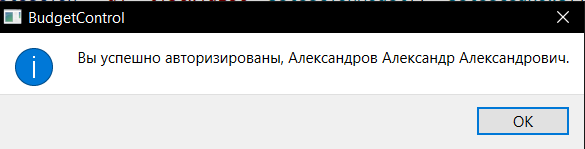 BudgetControl
Вы успешно авторизированы, Александров Александр Александрович.
OK